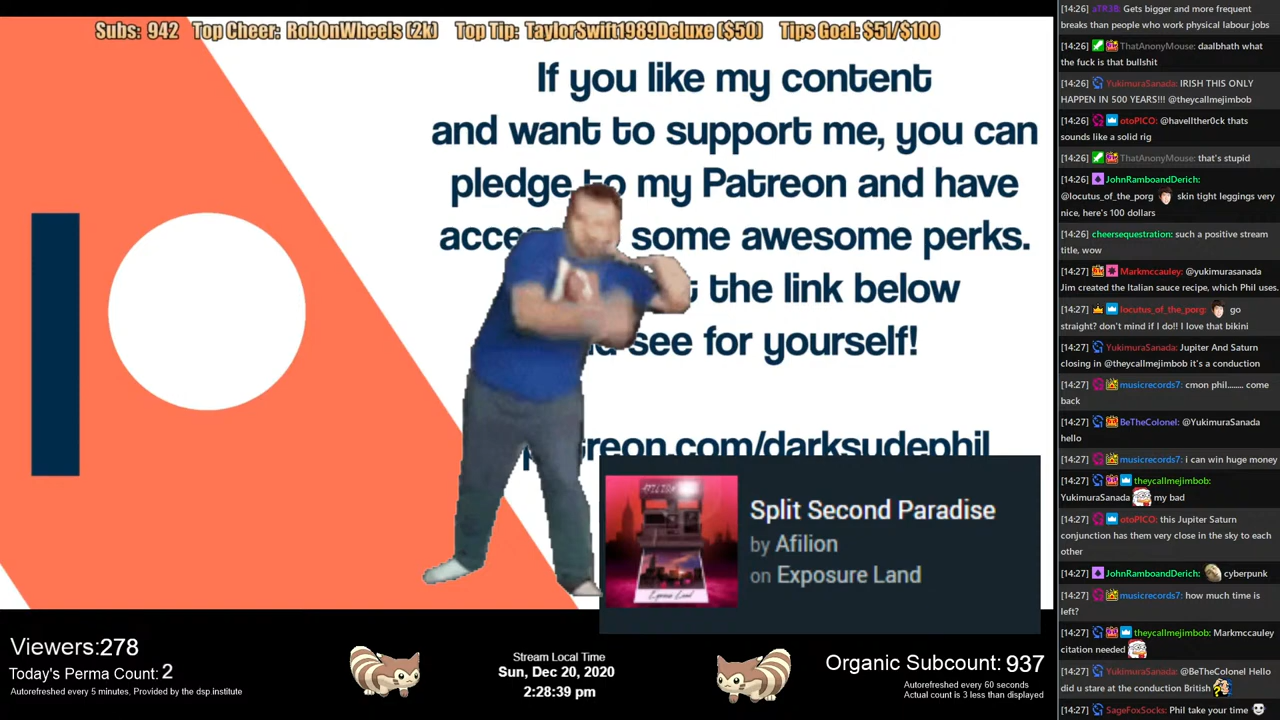 Subs: 942 Top Cheer: RobOnWheels (2k) Top Tip: TaylorSwift1989Deluxe ($50) Tips Goal: $51/$100
If you like my content
and want to support me, you can
pledge to my Patreon and have
acce some awesome perks.
t the link below
see for yourself!
patreon.com/darksydephil
Split Second Paradise
by Afilion
on Exposure Land
Viewers:278
Today's Perma Count: 2
Autorefreshed every 5 minutes, Provided by the dsp institute
Stream Local Time
Sun, Dec 20, 2020
2:28:39 pm
Organic Subcount: 937
Autorefreshed every 60 seconds
Actual count is 3 less than displayed
[14:26] aTR3B: Gets bigger and more frequent
breaks than people who work physical labour jobs
[14:26] ThatAnonyMouse: daalbhath what
the fuck is that bullshit
[14:26] YukimuraSanada: IRISH THIS ONLY
HAPPEN IN 500 YEARS!!! @theycallmejimbob
[14:26] otoPICO: @havellther0ck thats
sounds like a solid rig
[14:26] ThatAnonyMouse: that's stupid
[14:26] JohnRamboandDerich:
@locutus_of_the_porg skin tight leggings very
nice, here's 100 dollars
[14:26] cheersequestration: such a positive stream
title, wow
[14:27] Markmccauley: @yukimurasanada
Jim created the Italian sauce recipe, which Phil uses.
[14:27] locutus_of_the_porg: go
straight? don't mind if I do!! I love that bikini
[14:27] YukimuraSanada: Jupiter And Saturn
closing in @theycallmejimbob it's a conduction
[14:27] musicrecords7: cmon phil........ come
back
[14:27] BeTheColonel: @YukimuraSanada
hello
[14:27] musicrecords7: i can win huge money
[14:27] theycallmejimbob:
YukimuraSanada my bad
[14:27] otoPICO: this Jupiter Saturn
conjunction has them very close in the sky to each
other
[14:27] JohnRamboandDerich: cyberpunk
[14:27] musicrecords7: how much time is
left?
[14:27] theycallmejimbob: Markmccauley
citation needed
[14:27] YukimuraSanada: @BeTheColonel Hello
did u stare at the conduction British
[14:27] SageFoxSocks: Phil take your time